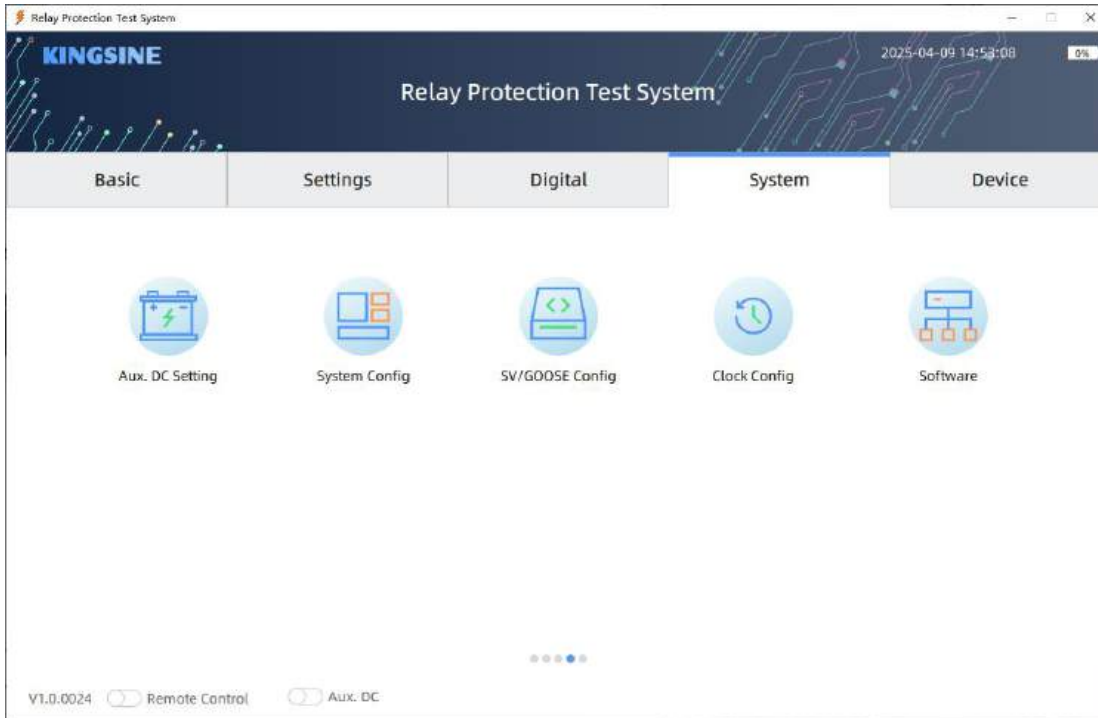 Relay Protection Test System
KINGSINE
2025-04-09 14:53:08
0%
Relay Protection Test System
Basic
Settings
Digital
System
Device
Aux. DC Setting
System Config
SV/GOOSE Config
Clock Config
Software
V1.0.0024
Remote Control
Aux. DC